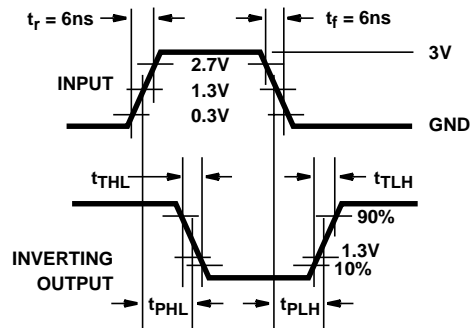 tr = 6ns
tf = 6ns
3V
2.7V
INPUT
1.3V
0.3V
GND
tTHL
tTLH
90%
INVERTING
OUTPUT
1.3V
10%
tPHL
tPLH